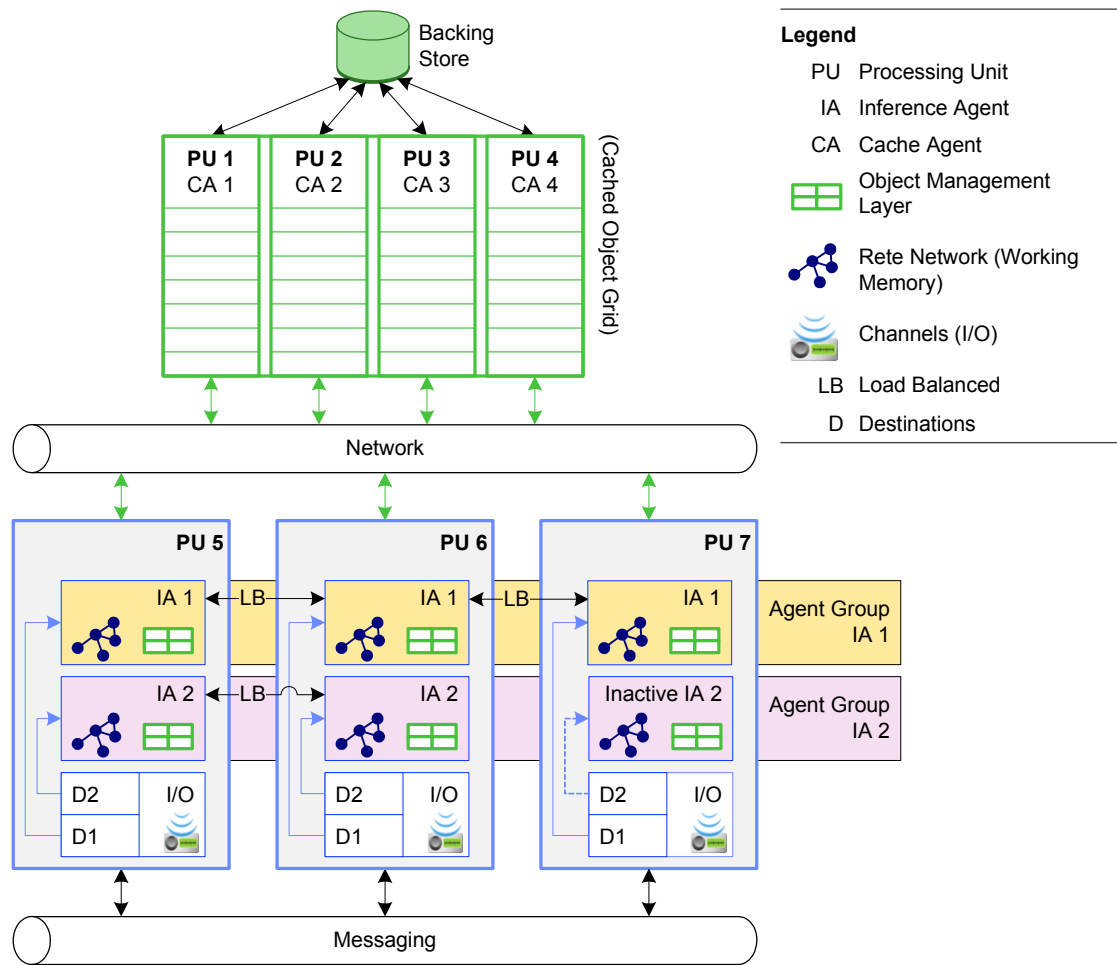 Backing
Store
PU 1
CA 1
PU 2
CA 2
PU 3
CA 3
PU 4
CA 4
(Cached Object Grid)
Legend
PU Processing Unit
IA Inference Agent
CA Cache Agent
Object Management
Layer
Rete Network (Working
Memory)
Channels (I/O)
LB Load Balanced
D Destinations
Network
PU 5
PU 6
PU 7
IA 1
LB
IA 1
LB
IA 1
Agent Group
IA 1
IA 2
LB
IA 2
Inactive IA 2
Agent Group
IA 2
D2
I/O
D1
D2
I/O
D1
D2
I/O
D1
Messaging